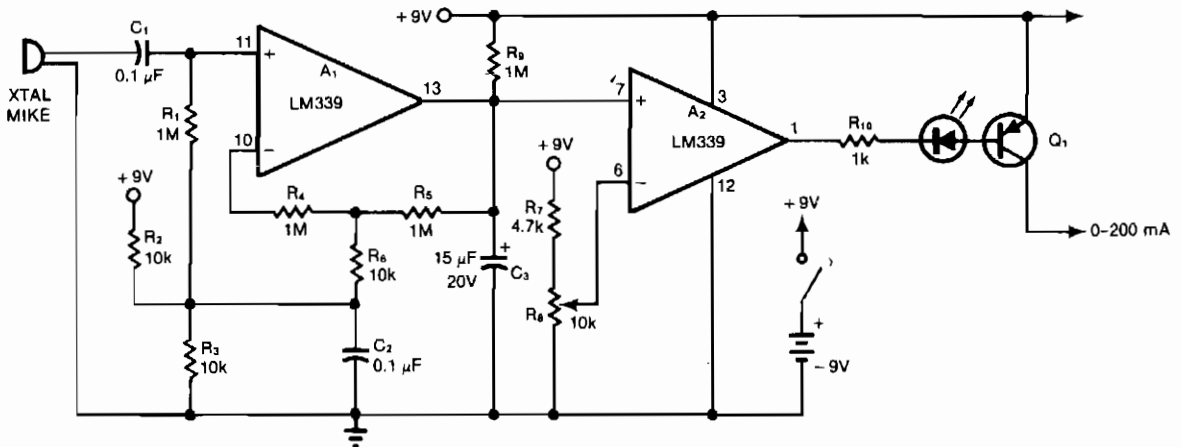 XTAL
MIKE
C₁
0.1 µF
R₁
1M
+ 9V
R₂
10k
R₃
10k
11
+
A₁
LM339
10
−
13
R₄
1M
R₅
1M
R₆
10k
C₂
0.1 µF
+ 9V
R₉
1M
15 µF
20V
+
C₃
+ 9V
R₇
4.7k
R₈
10k
7
+
A₂
LM339
6
−
3
12
1
R₁₀
1k
Q₁
+ 9V
+
− 9V
0–200 mA